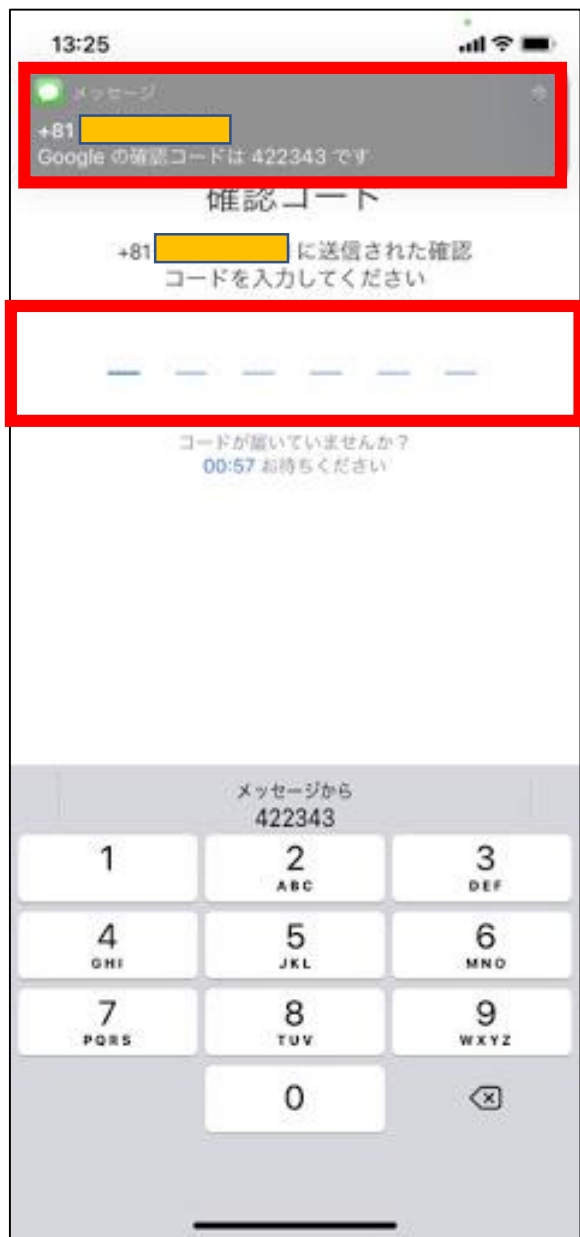 13:25
メッセージ 今
+81
Google の確認コードは 422343 です
確認コード
+81 に送信された確認
コードを入力してください
コードが届いていませんか？
00:57 お待ちください
メッセージから
422343
1 2 3
ABC DEF
4 5 6
GHI JKL MNO
7 8 9
PQRS TUV WXYZ
0